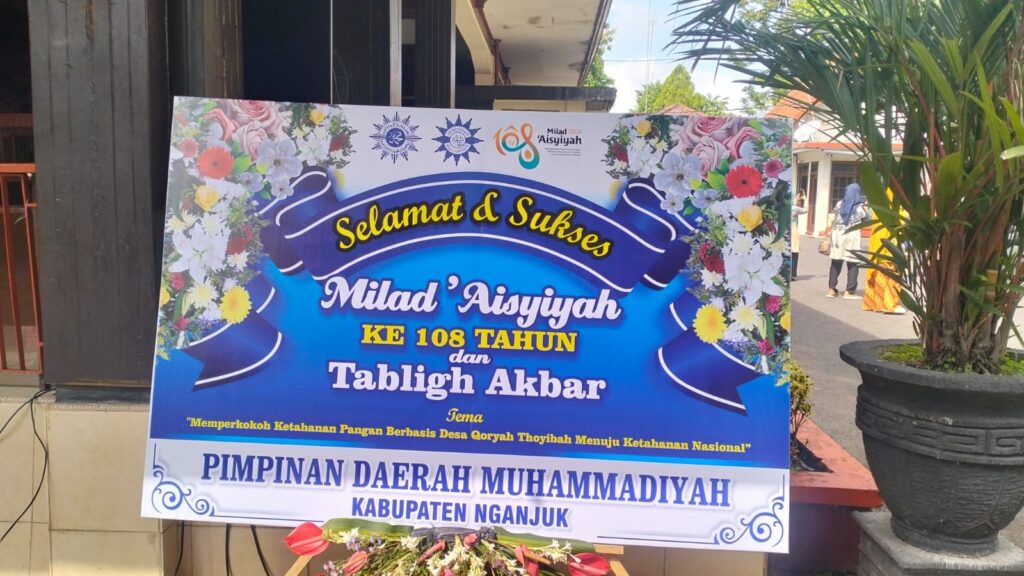 108
Milad
'Aisyiyah
Selamat & Sukses
Milad 'Aisyiyah
KE 108 TAHUN
dan
Tabligh Akbar
Tema
"Memperkokoh Ketahanan Pangan Berbasis Desa Qoryah Thoyibah Menuju Ketahanan Nasional"
PIMPINAN DAERAH MUHAMMADIYAH
KABUPATEN NGANJUK